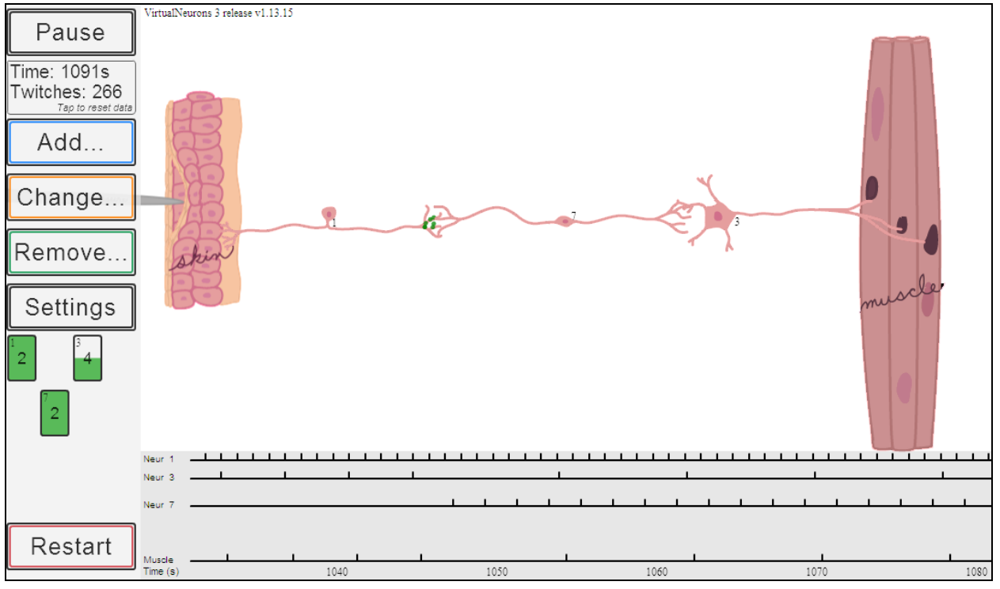 VirtualNeurons 3 release v1.13.15
Pause
Time: 1091s
Twitches: 266
Tap to reset data
Add...
Change...
Remove...
Settings
1
2
3
4
7
2
Restart
skin
1
7
3
muscle
Neur 1
Neur 3
Neur 7
Muscle
Time (s) 1040 1050 1060 1070 1080